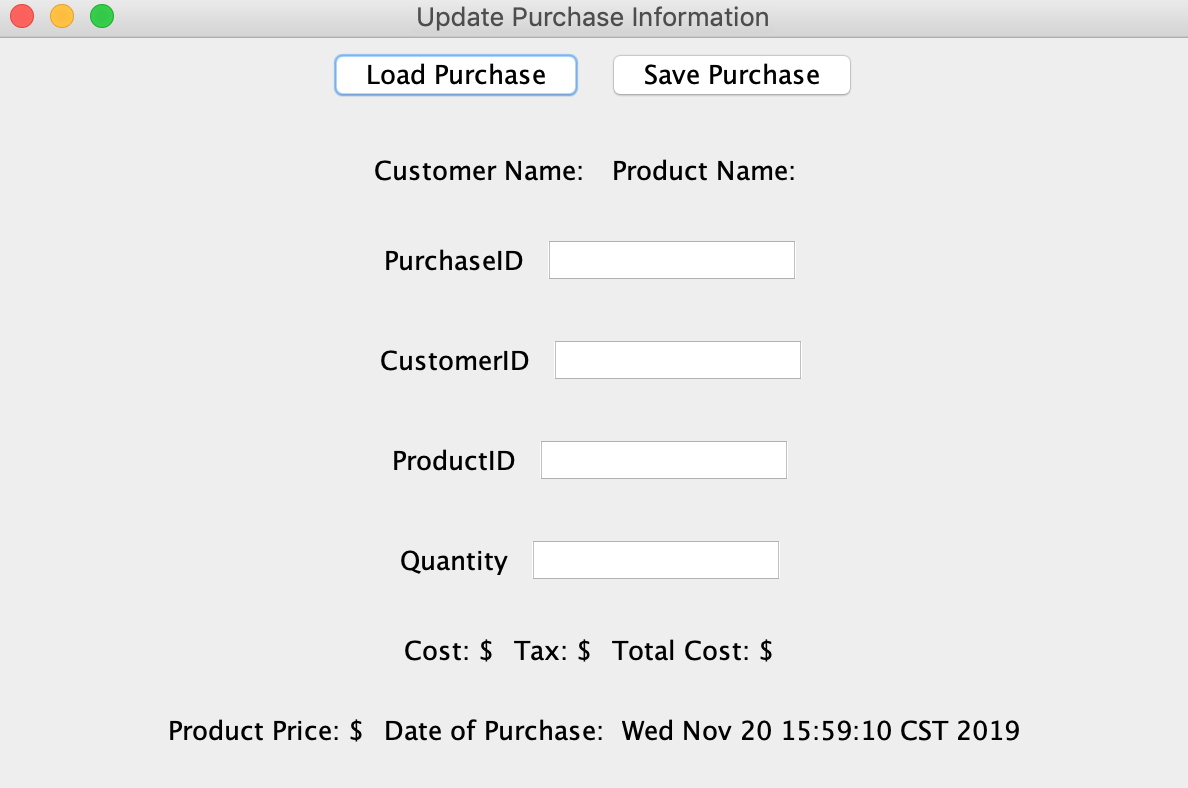 Update Purchase Information
Load Purchase Save Purchase
Customer Name: Product Name:
PurchaseID
CustomerID
ProductID
Quantity
Cost: $ Tax: $ Total Cost: $
Product Price: $ Date of Purchase: Wed Nov 20 15:59:10 CST 2019